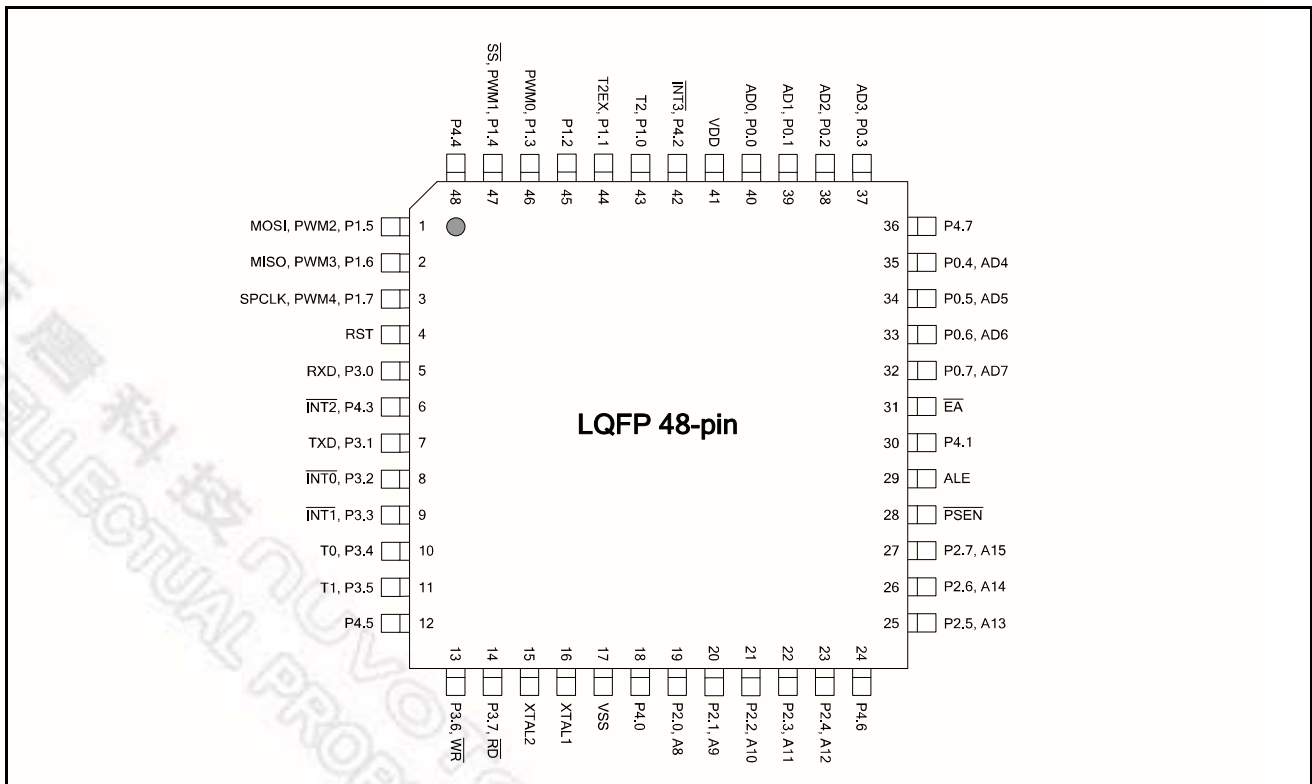 P4.4
SS, PWM1, P1.4
PWM0, P1.3
P1.2
T2EX, P1.1
T2, P1.0
INT3, P4.2
VDD
AD0, P0.0
AD1, P0.1
AD2, P0.2
AD3, P0.3
48 47 46 45 44 43 42 41 40 39 38 37
MOSI, PWM2, P1.5 1
MISO, PWM3, P1.6 2
SPCLK, PWM4, P1.7 3
RST 4
RXD, P3.0 5
INT2, P4.3 6
TXD, P3.1 7
INT0, P3.2 8
INT1, P3.3 9
T0, P3.4 10
T1, P3.5 11
P4.5 12
LQFP 48-pin
36 P4.7
35 P0.4, AD4
34 P0.5, AD5
33 P0.6, AD6
32 P0.7, AD7
31 EA
30 P4.1
29 ALE
28 PSEN
27 P2.7, A15
26 P2.6, A14
25 P2.5, A13
13 14 15 16 17 18 19 20 21 22 23 24
P3.6, WR
P3.7, RD
XTAL2
XTAL1
VSS
P4.0
P2.0, A8
P2.1, A9
P2.2, A10
P2.3, A11
P2.4, A12
P4.6
唐科技 nuvoto
ELLECTUAL PROP